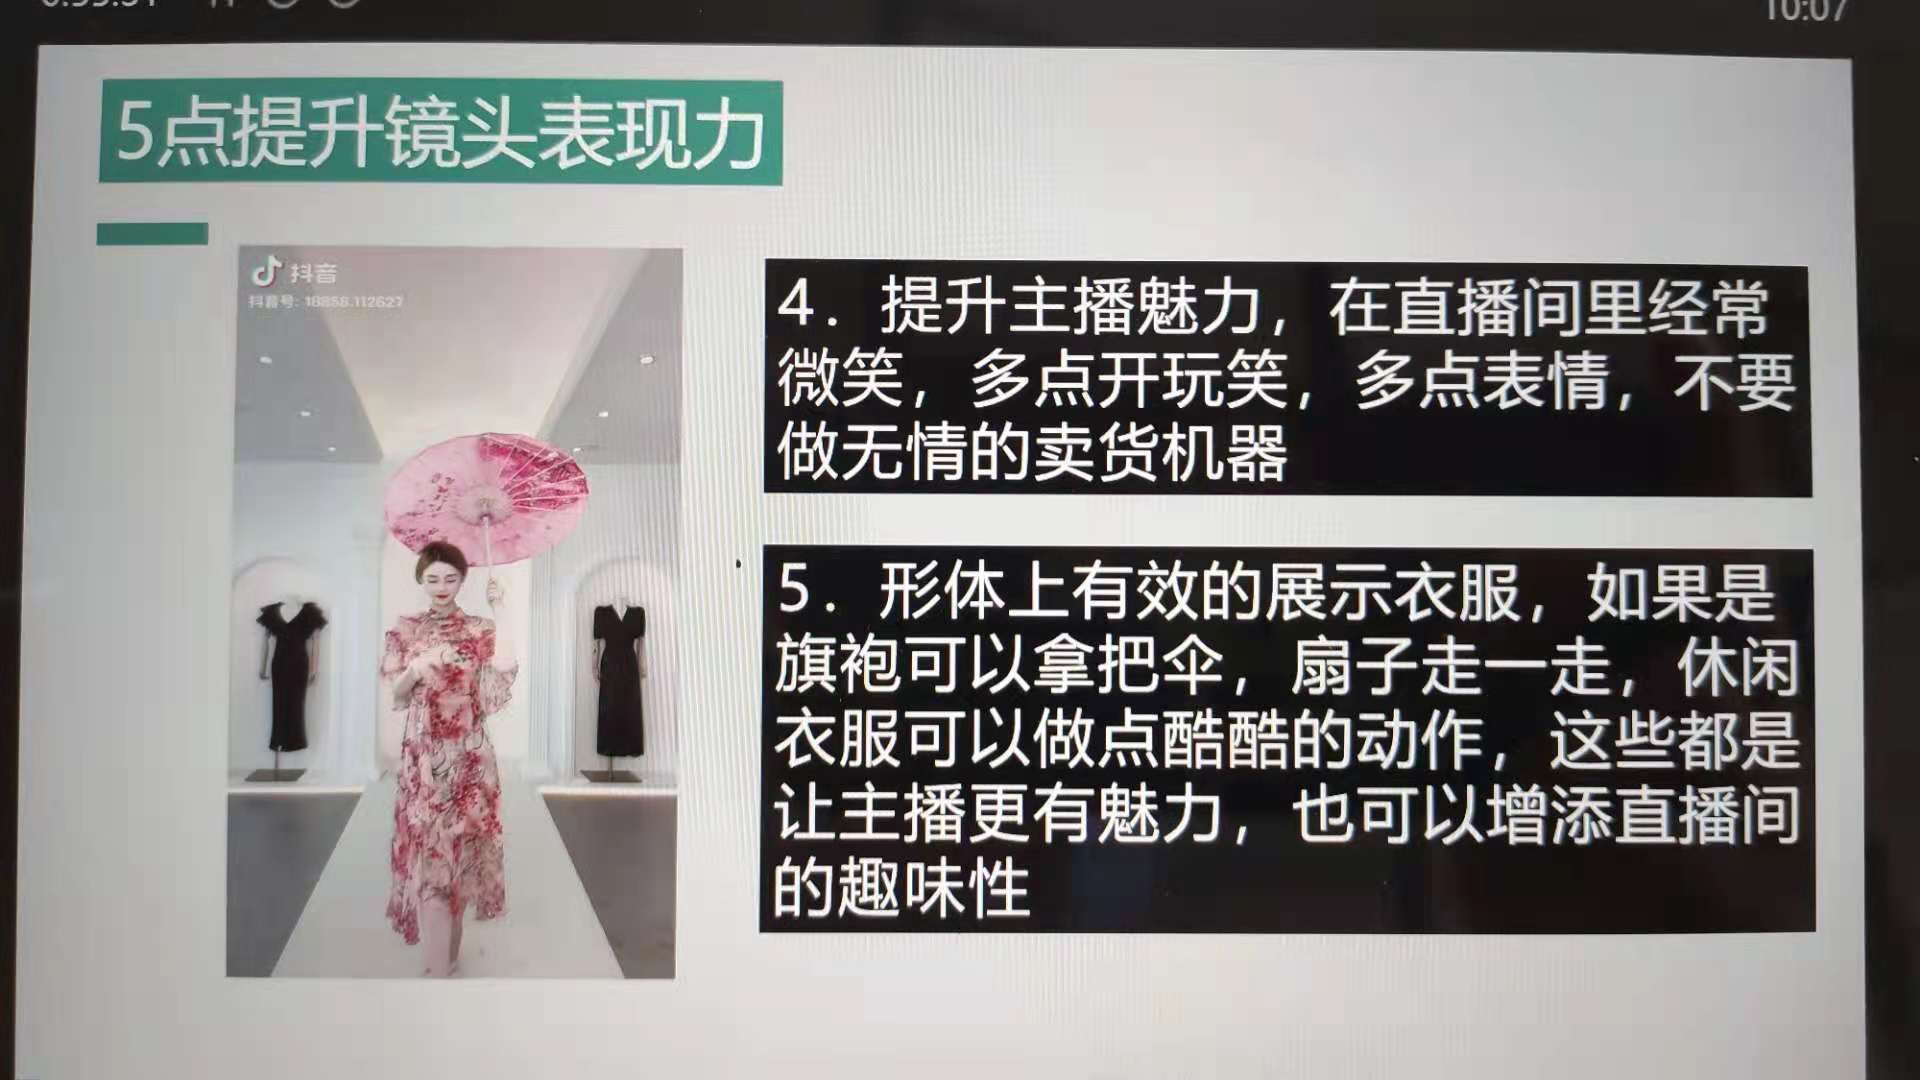 10:07
5点提升镜头表现力
抖音
抖音号: 18858.112627
4. 提升主播魅力，在直播间里经常
微笑，多点开玩笑，多点表情，不要
做无情的卖货机器
5. 形体上有效的展示衣服，如果是
旗袍可以拿把伞，扇子走一走，休闲
衣服可以做点酷酷的动作，这些都是
让主播更有魅力，也可以增添直播间
的趣味性